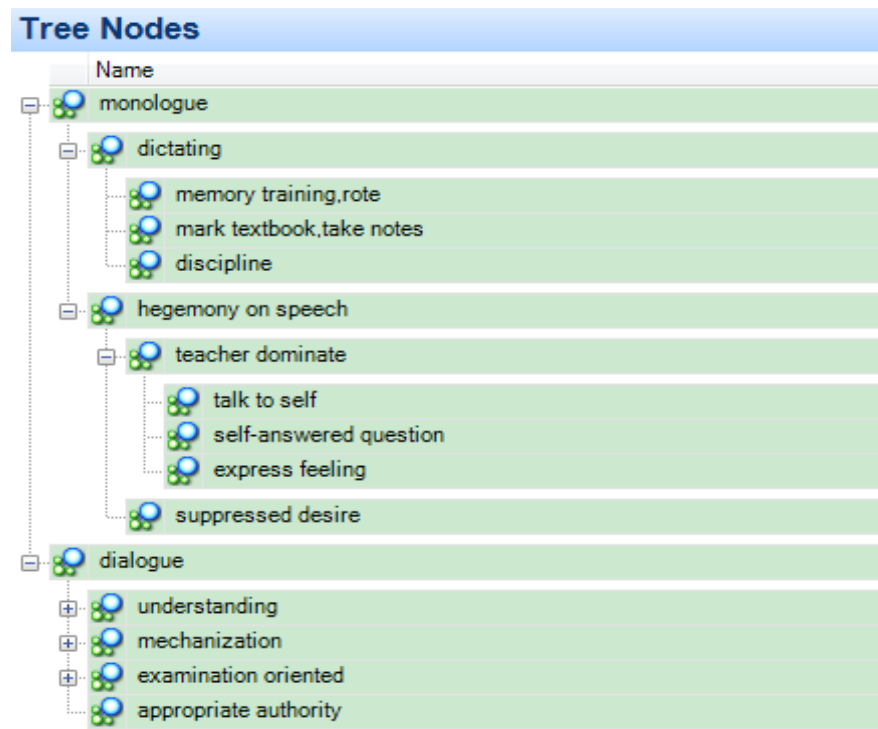 Tree Nodes
Name
monologue
dictating
memory training,rote
mark textbook,take notes
discipline
hegemony on speech
teacher dominate
talk to self
self-answered question
express feeling
suppressed desire
dialogue
understanding
mechanization
examination oriented
appropriate authority